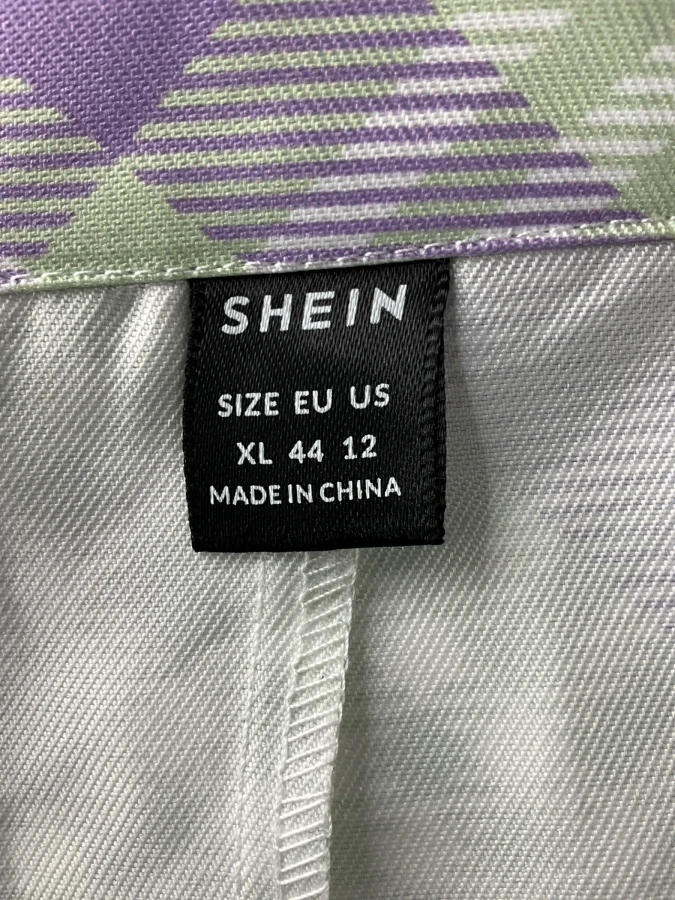 SHEIN
SIZE EU US
XL 44 12
MADE IN CHINA